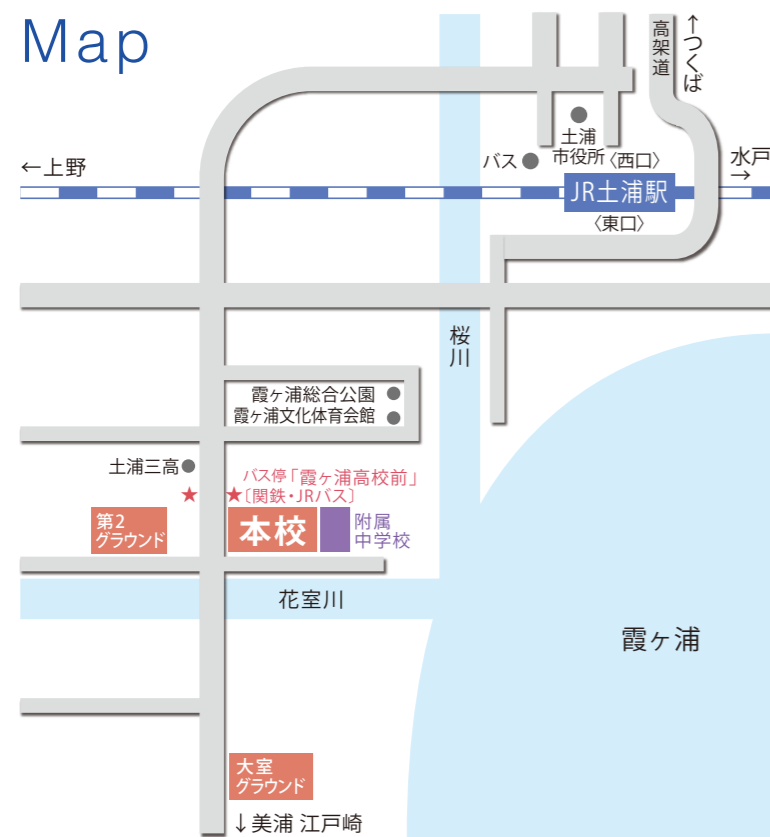 Map
高架道
↑つくば
土浦
市役所
バス
〈西口〉
←上野
水戸
→
JR土浦駅
〈東口〉
桜川
霞ヶ浦総合公園
霞ヶ浦文化体育会館
土浦三高
バス停「霞ヶ浦高校前」
〔関鉄・JRバス〕
第2
グラウンド
本校
附属
中学校
花室川
霞ヶ浦
大室
グラウンド
↓美浦 江戸崎